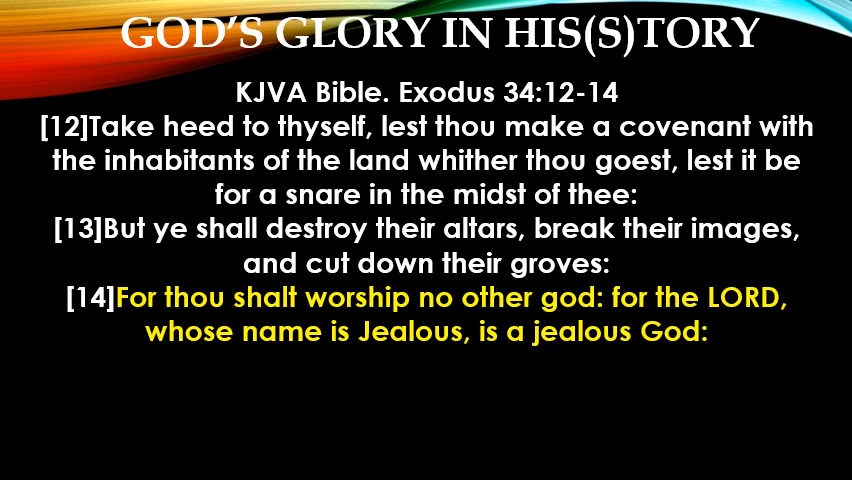 GOD'S GLORY IN HIS(S)TORY
KJVA Bible. Exodus 34:12-14
[12]Take heed to thyself, lest thou make a covenant with
the inhabitants of the land whither thou goest, lest it be
for a snare in the midst of thee:
[13]But ye shall destroy their altars, break their images,
and cut down their groves:
[14]For thou shalt worship no other god: for the LORD,
whose name is Jealous, is a jealous God: